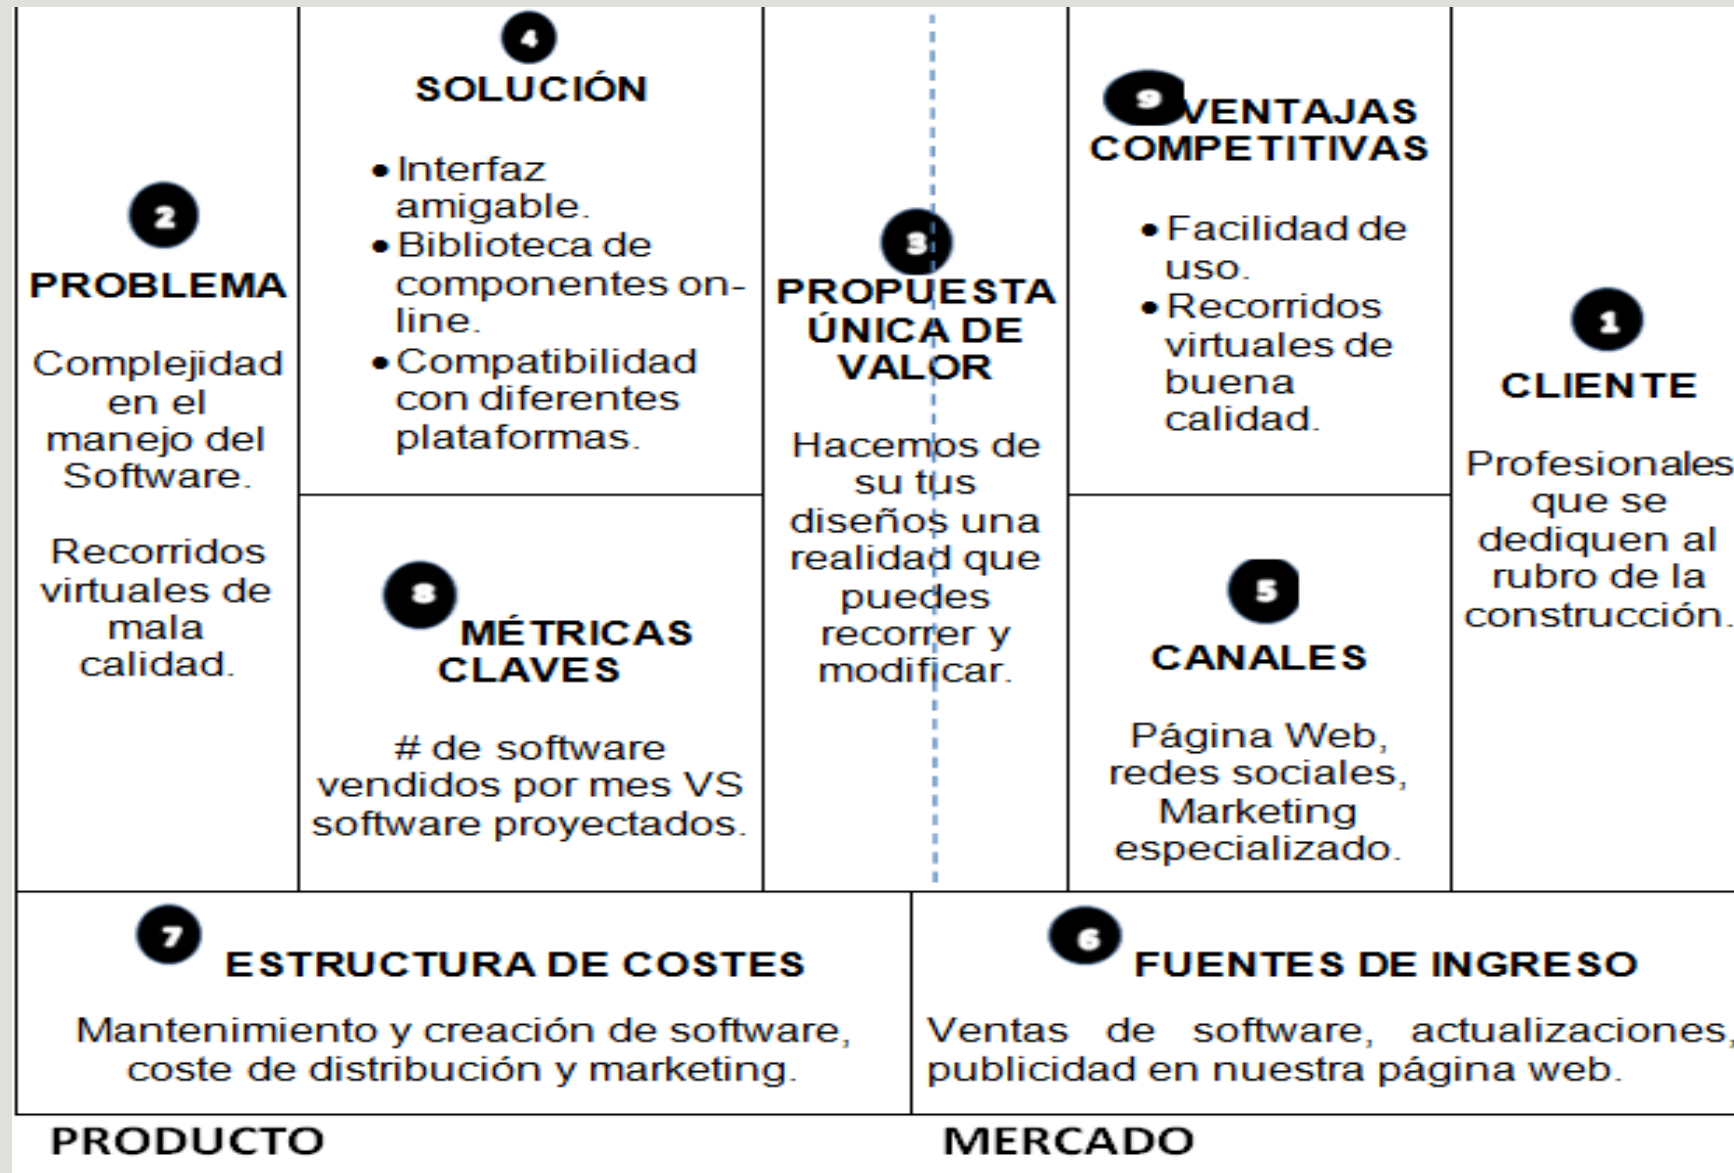 2
PROBLEMA
Complejidad
en el
manejo del
Software.
Recorridos
virtuales de
mala
calidad.
4
SOLUCIÓN
• Interfaz
amigable.
• Biblioteca de
componentes on-
line.
• Compatibilidad
con diferentes
plataformas.
8
MÉTRICAS
CLAVES
# de software
vendidos por mes VS
software proyectados.
3
PROPUESTA
ÚNICA DE
VALOR
Hacemos de
su tus
diseños una
realidad que
puedes
recorrer y
modificar.
9
VENTAJAS
COMPETITIVAS
• Facilidad de
uso.
• Recorridos
virtuales de
buena
calidad.
5
CANALES
Página Web,
redes sociales,
Marketing
especializado.
1
CLIENTE
Profesionales
que se
dediquen al
rubro de la
construcción.
7
ESTRUCTURA DE COSTES
Mantenimiento y creación de software,
coste de distribución y marketing.
6
FUENTES DE INGRESO
Ventas de software, actualizaciones,
publicidad en nuestra página web.
PRODUCTO
MERCADO